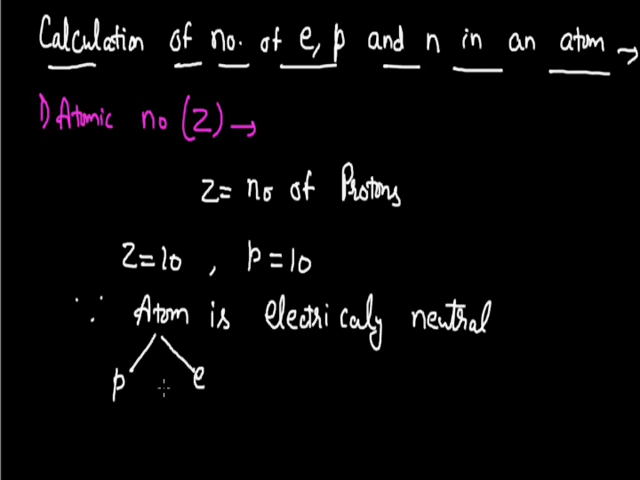 Calculation of no. of e, p and n in an atom →
1) Atomic no (Z) →
Z = no of Protons
Z=10 , p=10
∵ Atom is electricaly neutral
p e